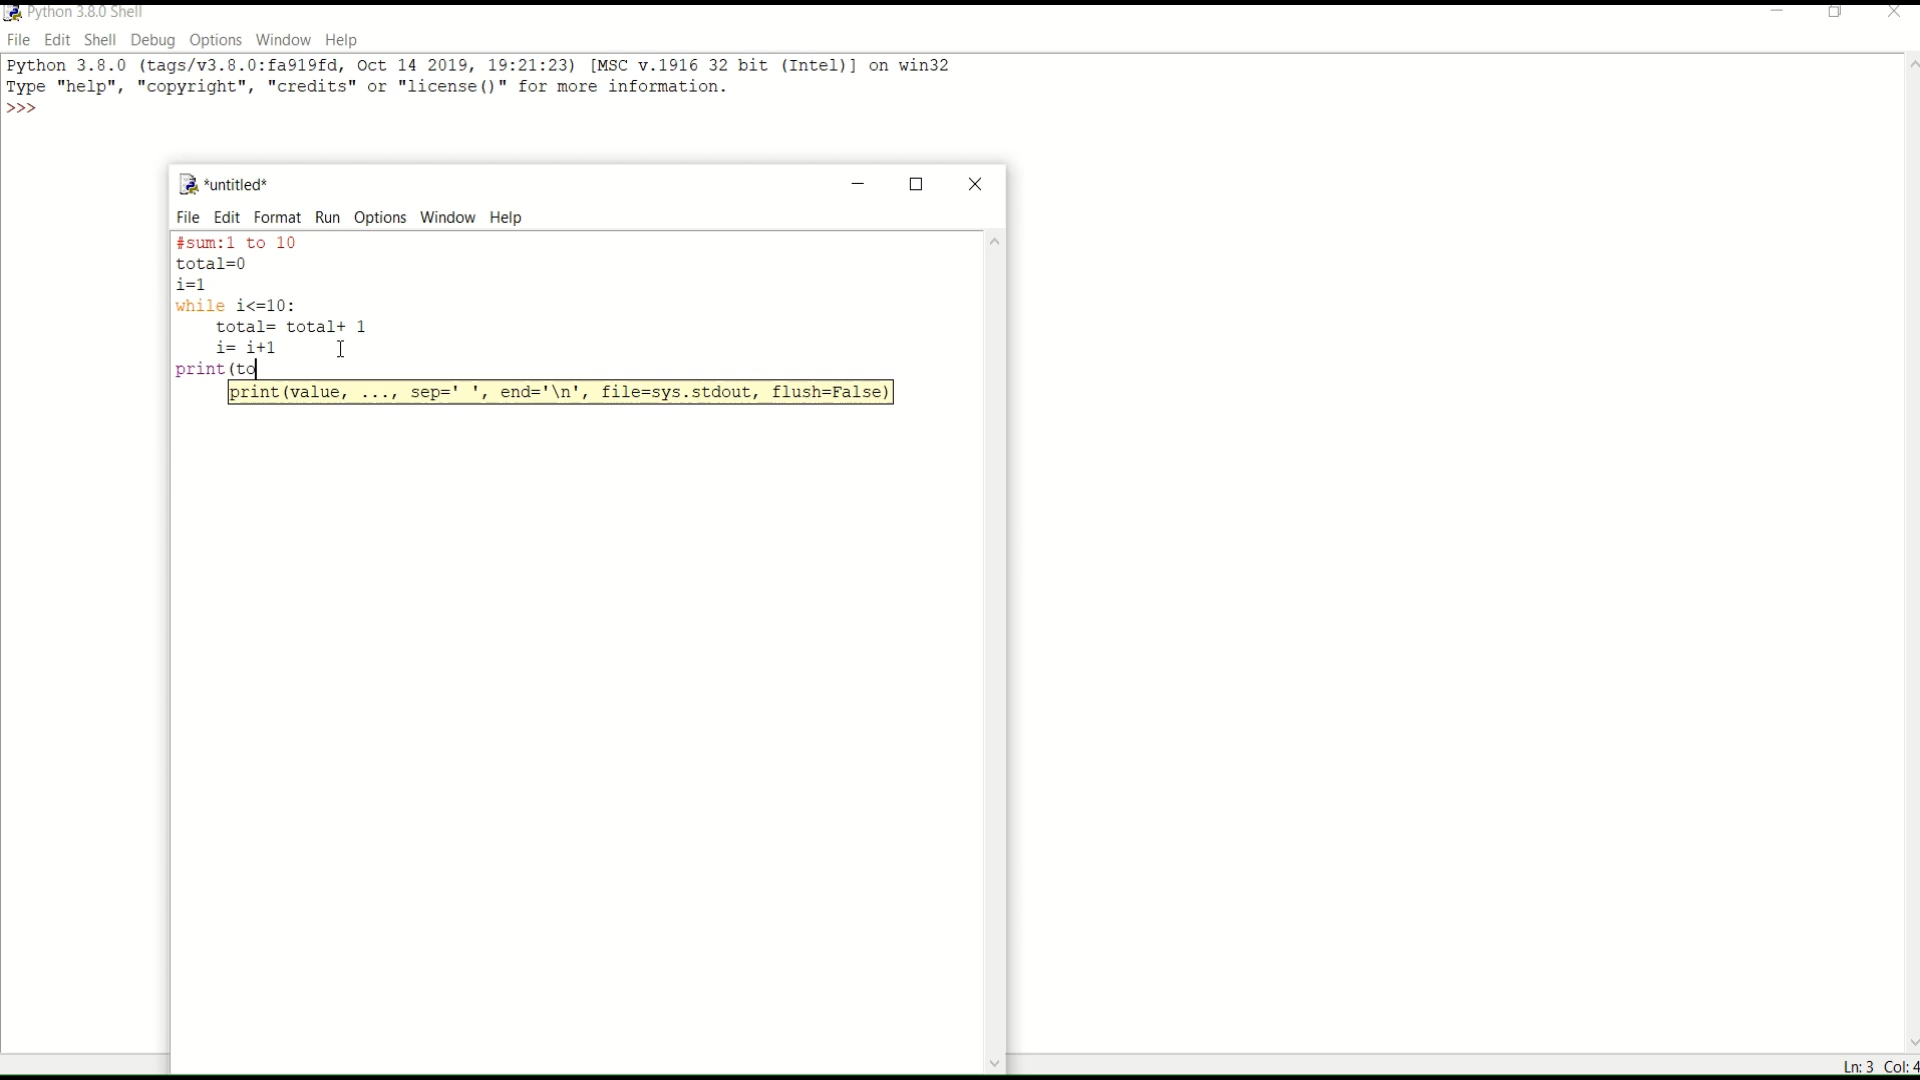 Python 3.8.0 Shell
File Edit Shell Debug Options Window Help
Python 3.8.0 (tags/v3.8.0:fa919fd, Oct 14 2019, 19:21:23) [MSC v.1916 32 bit (Intel)] on win32
Type "help", "copyright", "credits" or "license()" for more information.
>>>
*untitled*
File Edit Format Run Options Window Help
#sum:1 to 10
total=0
i=1
while i<=10:
    total= total+ 1
    i= i+1
print(to
print(value, ..., sep=' ', end='\n', file=sys.stdout, flush=False)
Ln: 3 Col: 4